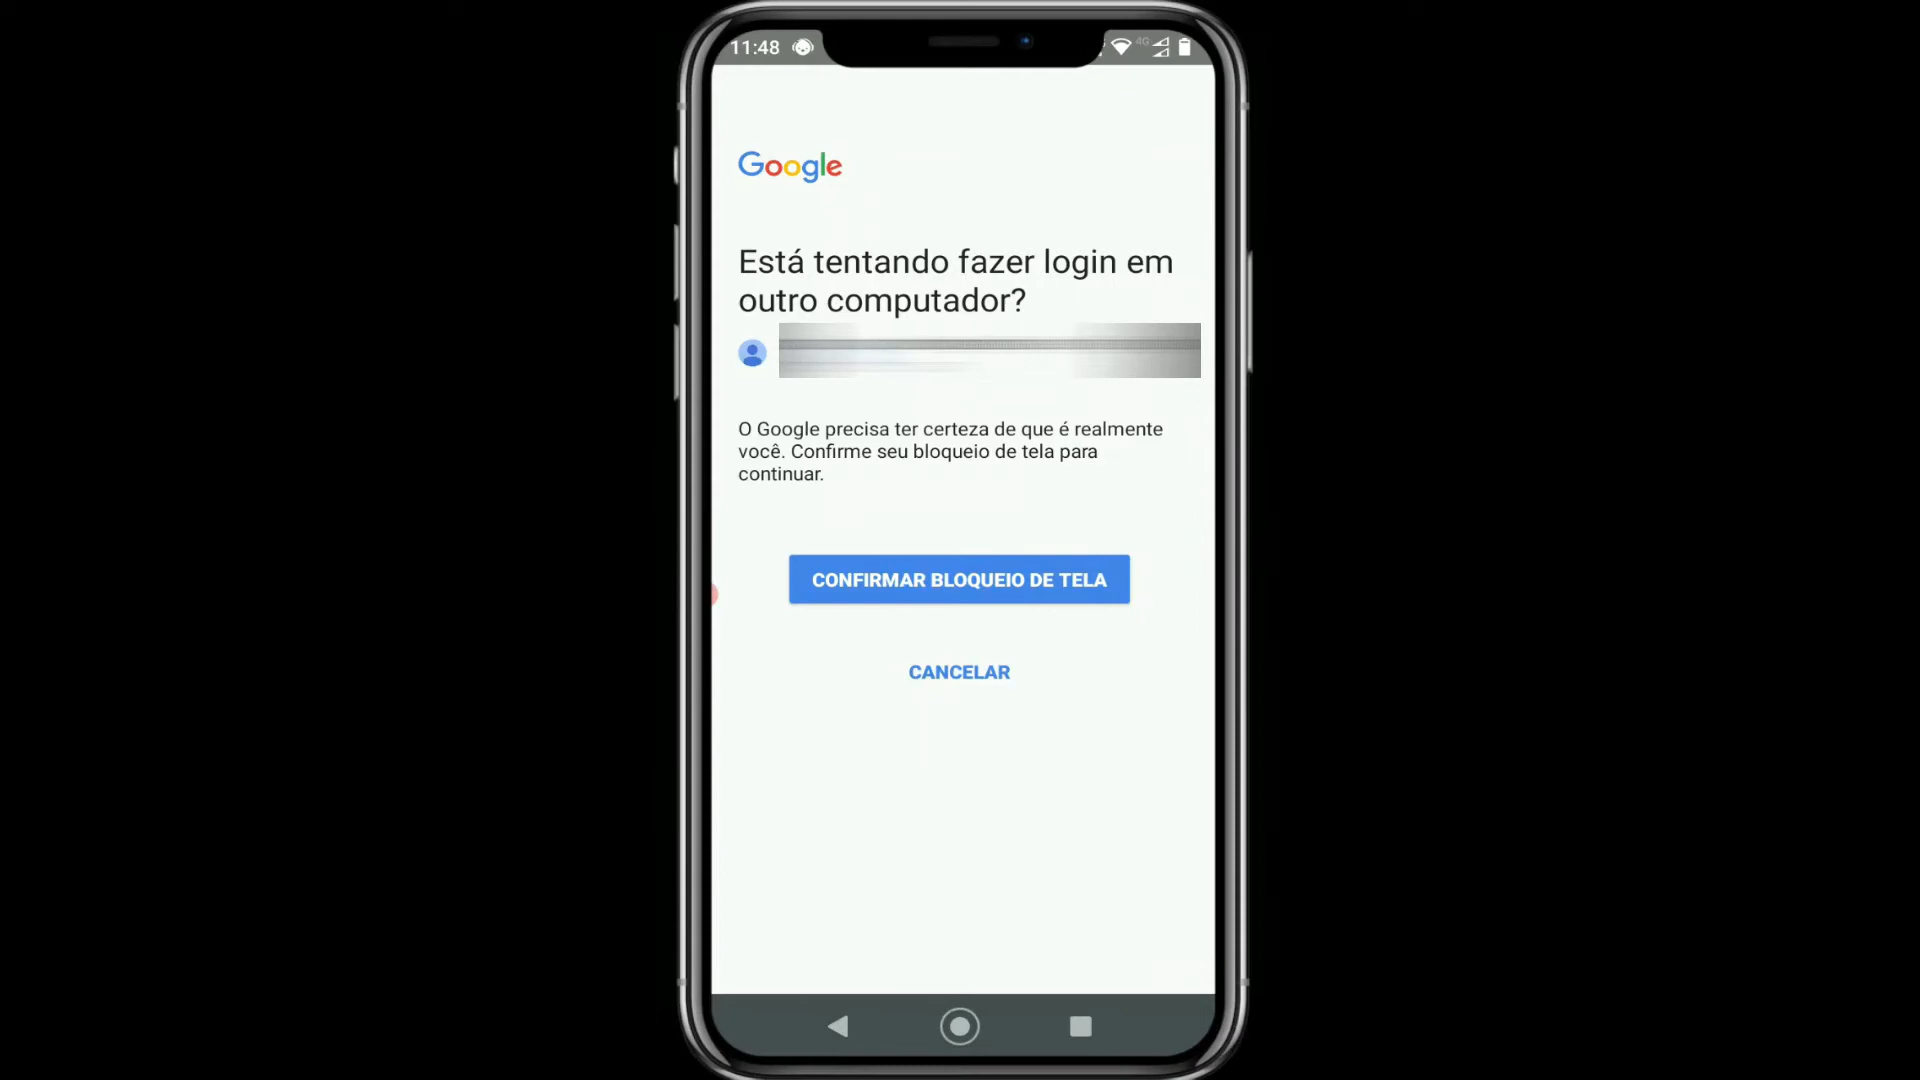 11:48
4G
Google
Está tentando fazer login em
outro computador?
O Google precisa ter certeza de que é realmente
você. Confirme seu bloqueio de tela para
continuar.
CONFIRMAR BLOQUEIO DE TELA
CANCELAR